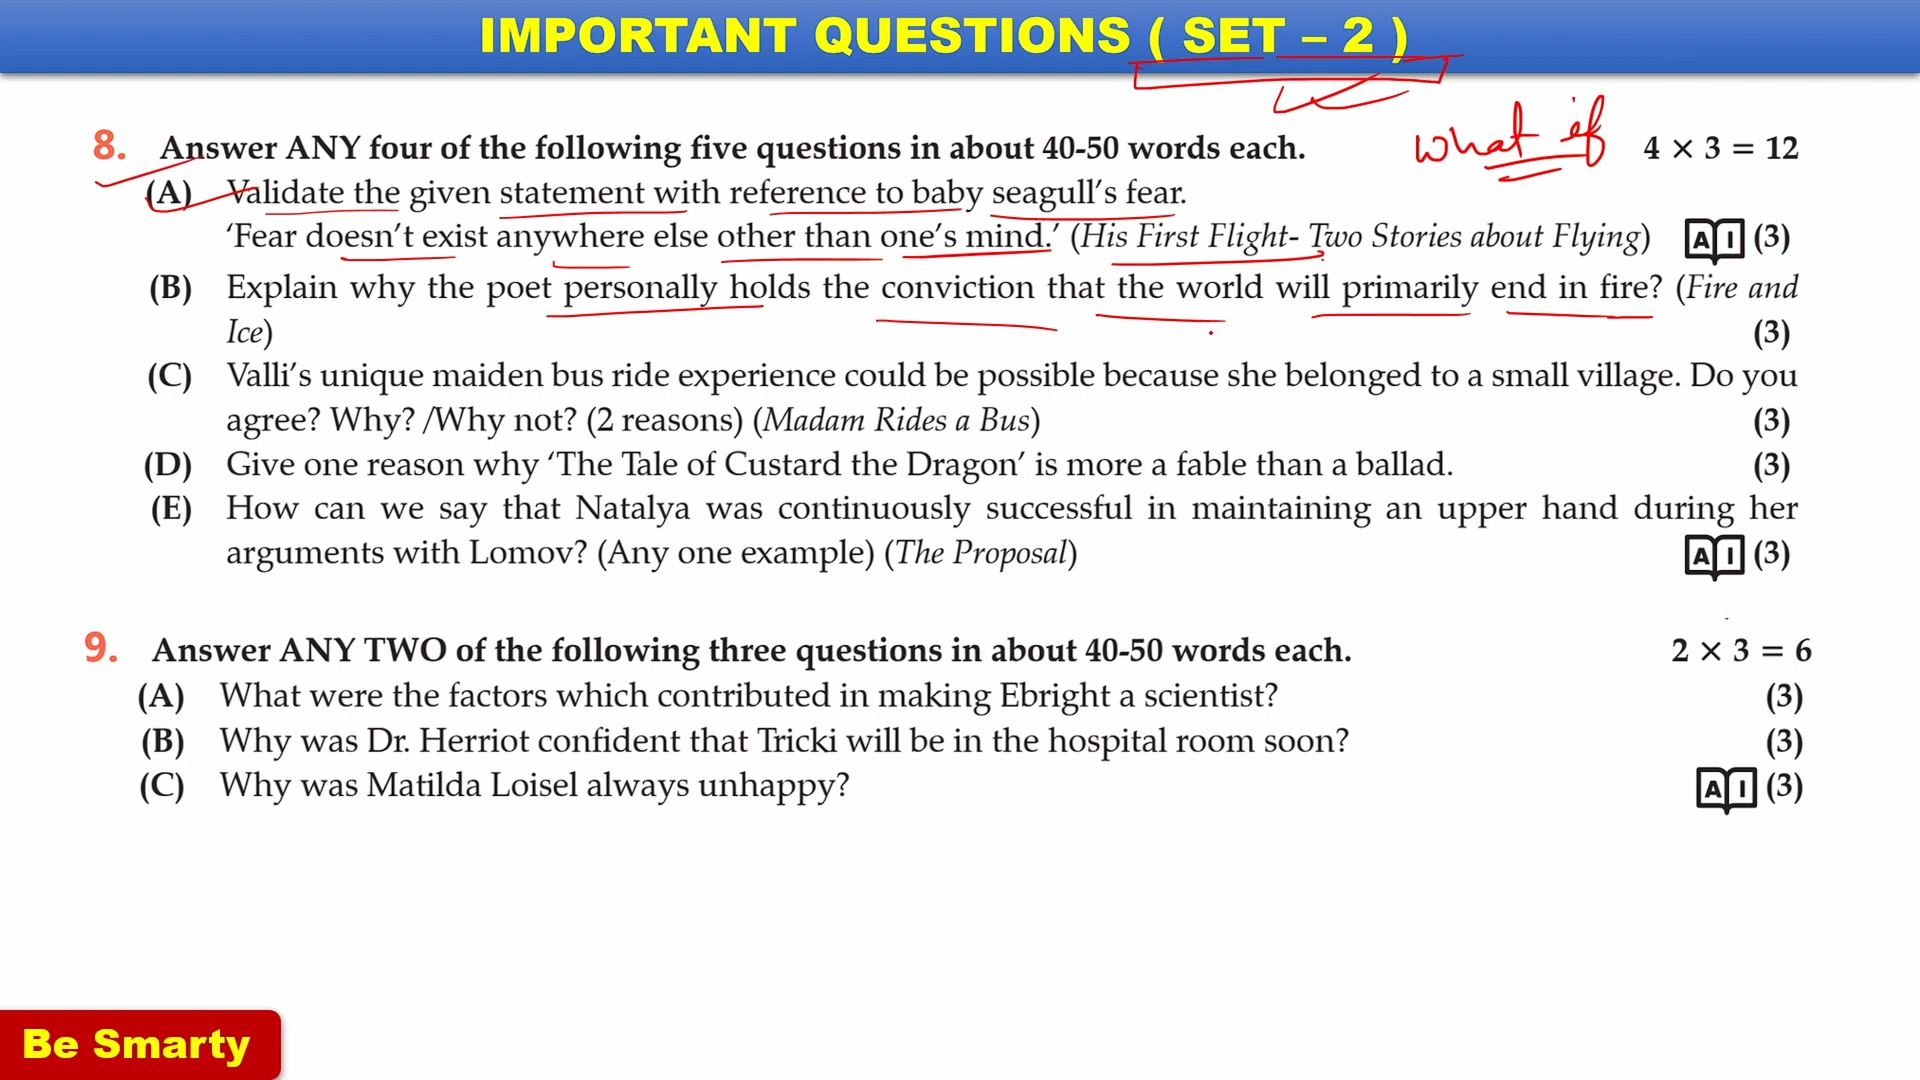 IMPORTANT QUESTIONS ( SET – 2 )
what if
8. Answer ANY four of the following five questions in about 40-50 words each. 4 × 3 = 12
(A) Validate the given statement with reference to baby seagull’s fear.
‘Fear doesn’t exist anywhere else other than one’s mind.’ (His First Flight- Two Stories about Flying) AI (3)
(B) Explain why the poet personally holds the conviction that the world will primarily end in fire? (Fire and
Ice) (3)
(C) Valli’s unique maiden bus ride experience could be possible because she belonged to a small village. Do you
agree? Why? /Why not? (2 reasons) (Madam Rides a Bus) (3)
(D) Give one reason why ‘The Tale of Custard the Dragon’ is more a fable than a ballad. (3)
(E) How can we say that Natalya was continuously successful in maintaining an upper hand during her
arguments with Lomov? (Any one example) (The Proposal) AI (3)
9. Answer ANY TWO of the following three questions in about 40-50 words each. 2 × 3 = 6
(A) What were the factors which contributed in making Ebright a scientist? (3)
(B) Why was Dr. Herriot confident that Tricki will be in the hospital room soon? (3)
(C) Why was Matilda Loisel always unhappy? AI (3)
Be Smarty